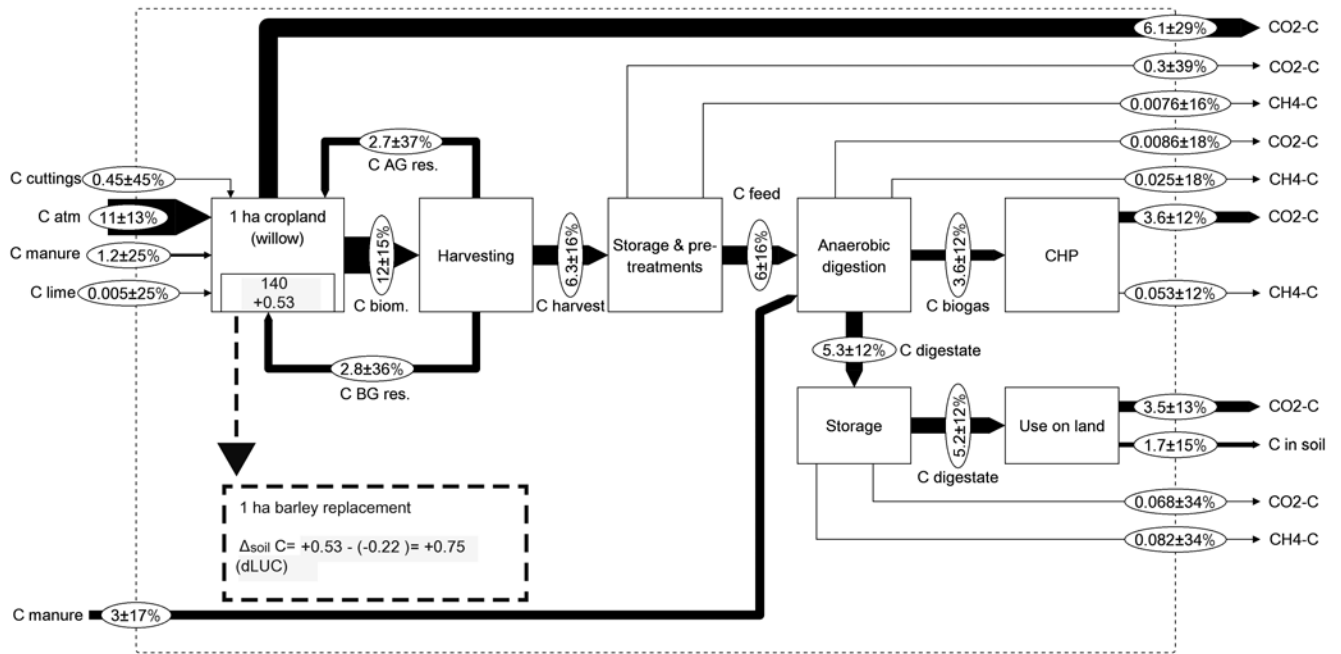 6.1±29%
CO2-C
0.3±39%
CO2-C
0.0076±16%
CH4-C
2.7±37%
C AG res.
0.0086±18%
CO2-C
C cuttings
0.45±45%
C feed
0.025±18%
CH4-C
C atm
11±13%
1 ha cropland
(willow)
12±15%
C biom.
Harvesting
6.3±16%
C harvest
Storage & pre-
treatments
6±16%
Anaerobic
digestion
3.6±12%
C biogas
CHP
3.6±12%
CO2-C
C manure
1.2±25%
C lime
0.005±25%
140
+0.53
0.053±12%
CH4-C
2.8±36%
C BG res.
5.3±12%
C digestate
Storage
5.2±12%
C digestate
Use on land
3.5±13%
CO2-C
1.7±15%
C in soil
0.068±34%
CO2-C
0.082±34%
CH4-C
1 ha barley replacement
Δsoil C= +0.53 - (-0.22 )= +0.75
(dLUC)
C manure
3±17%